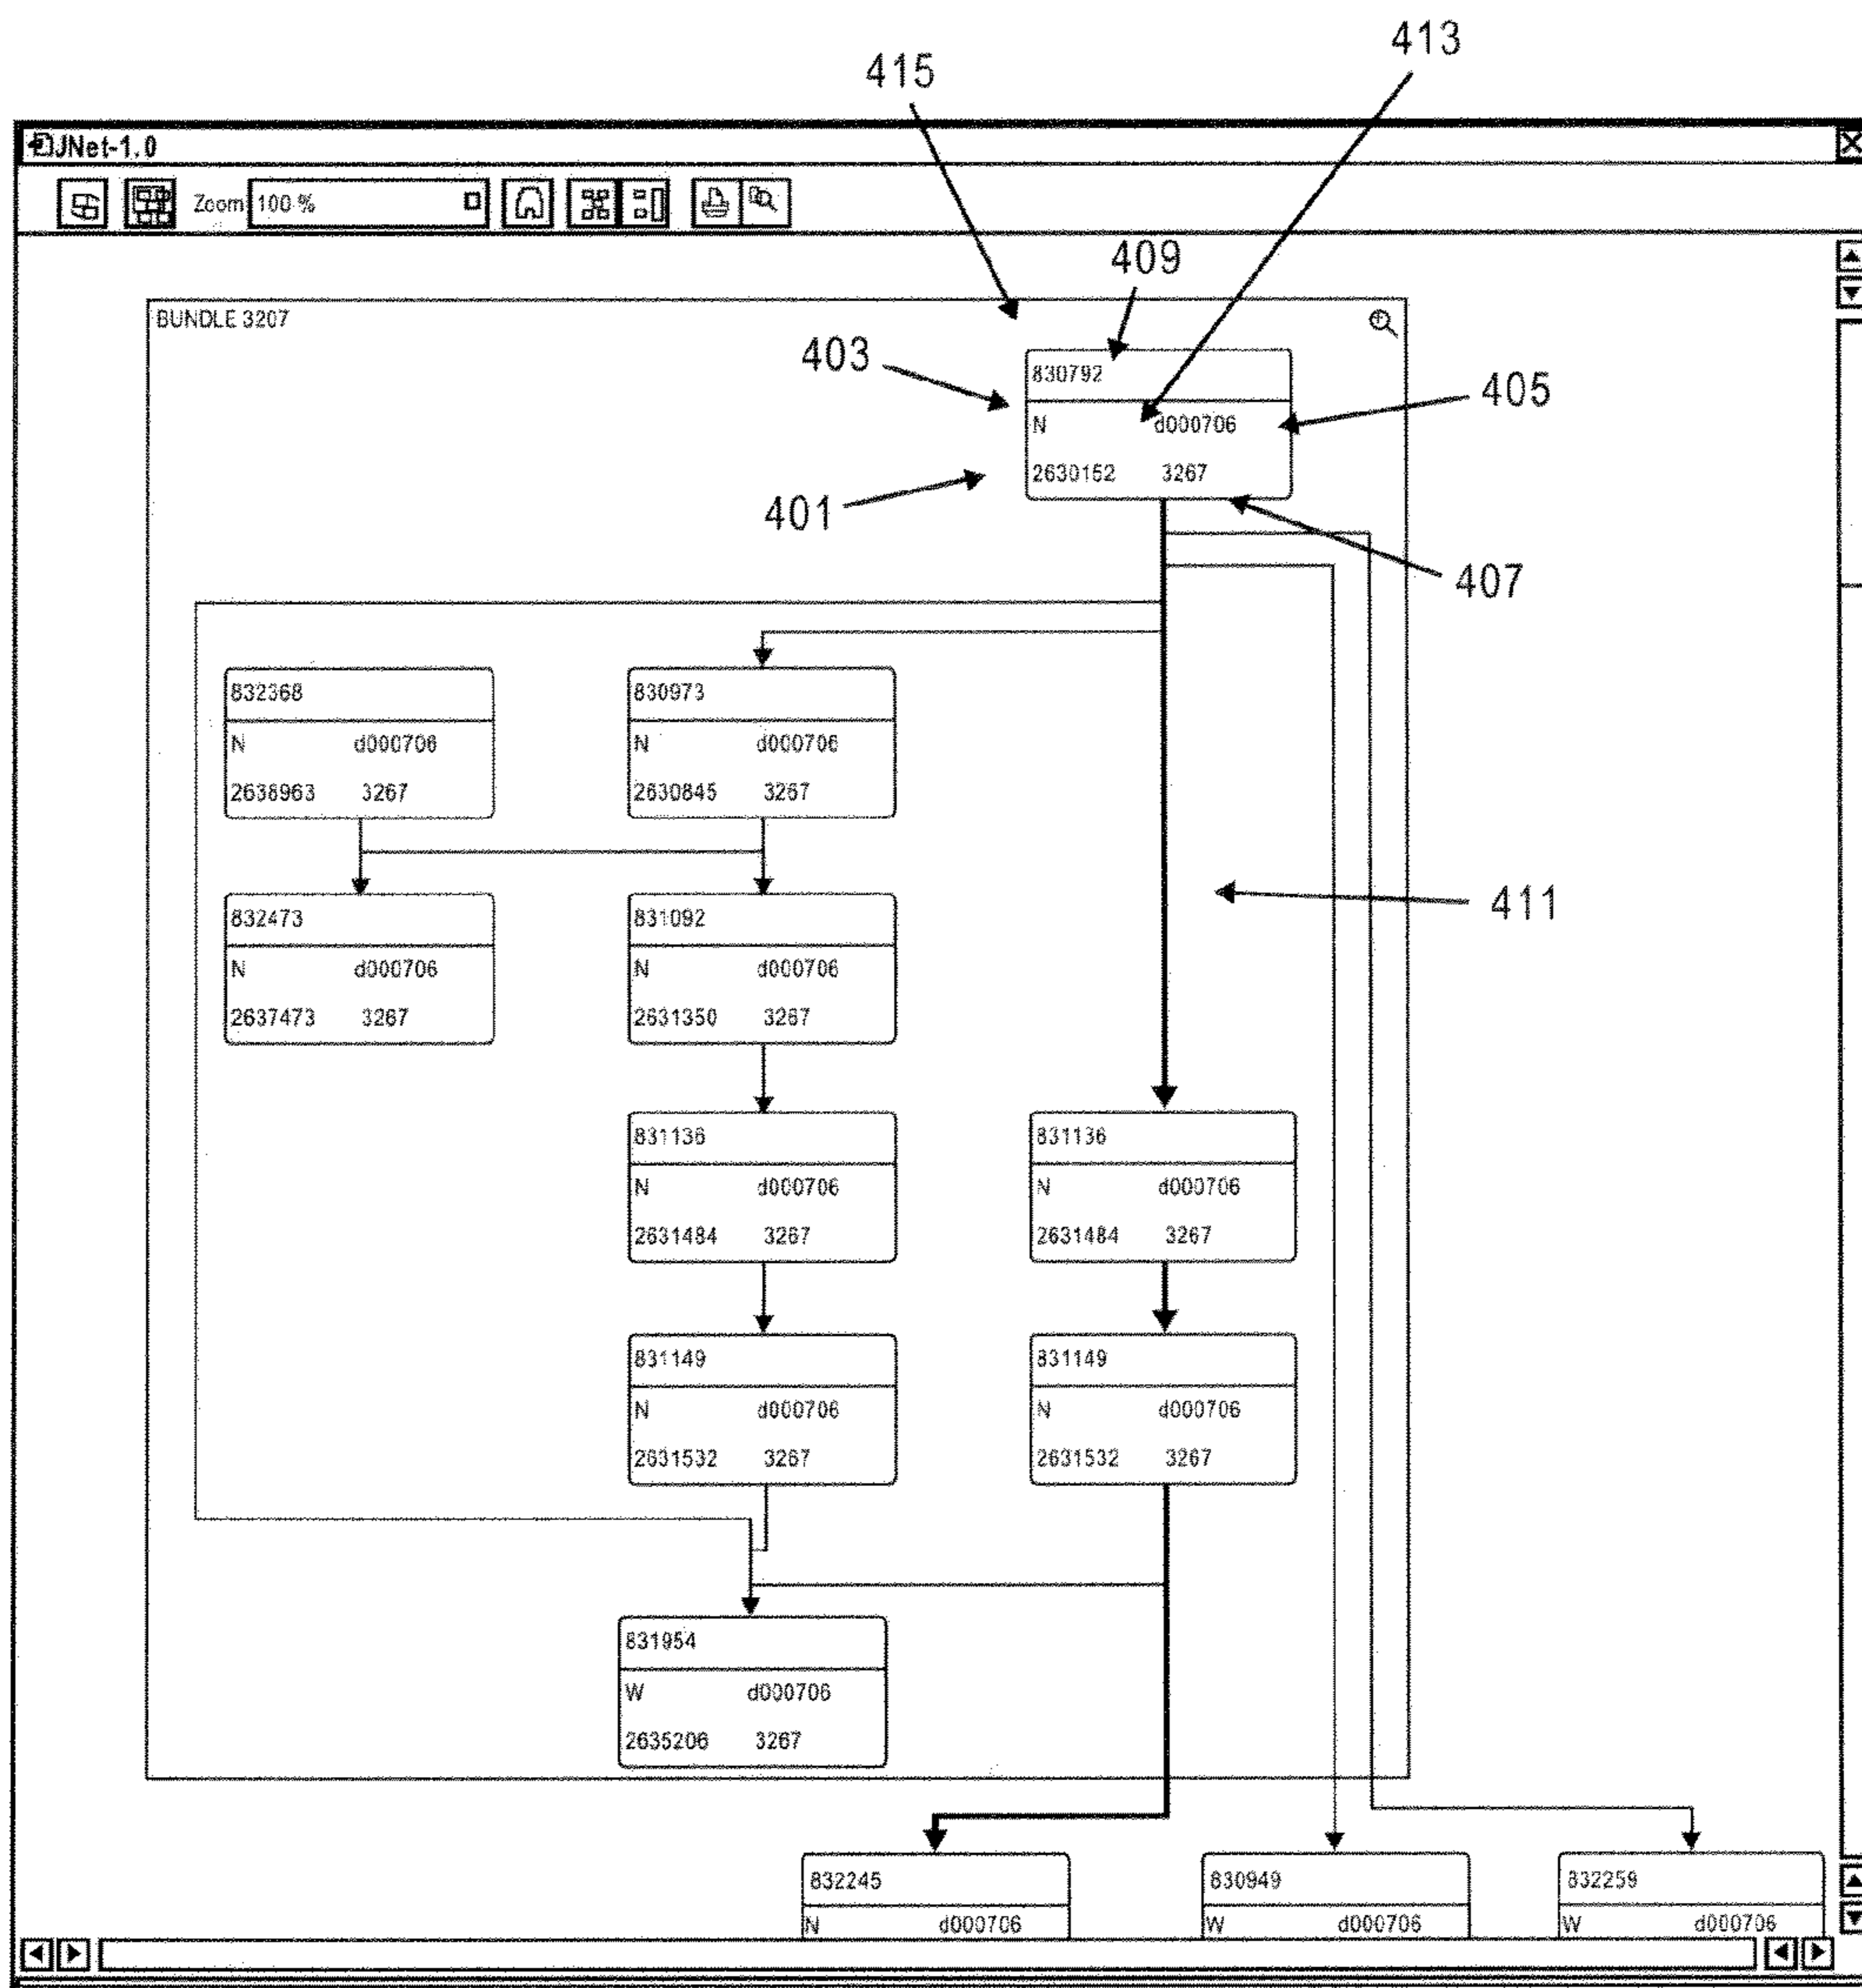 413
415
JNet-1.0
Zoom 100 %
409
BUNDLE 3207
403
830792
405
N d000706
2630152 3267
401
407
832368 830973
N d000706 N d000706
2638963 3267 2630845 3267
411
832473 831092
N d000706 N d000706
2637473 3267 2631350 3267
831136 831136
N d000706 N d000706
2631484 3267 2631484 3267
831149 831149
N d000706 N d000706
2631532 3267 2631532 3267
831954
W d000706
2635206 3267
832245 830949 832259
N d000706 W d000706 W d000706